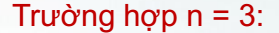 Trường hợp n = 3: